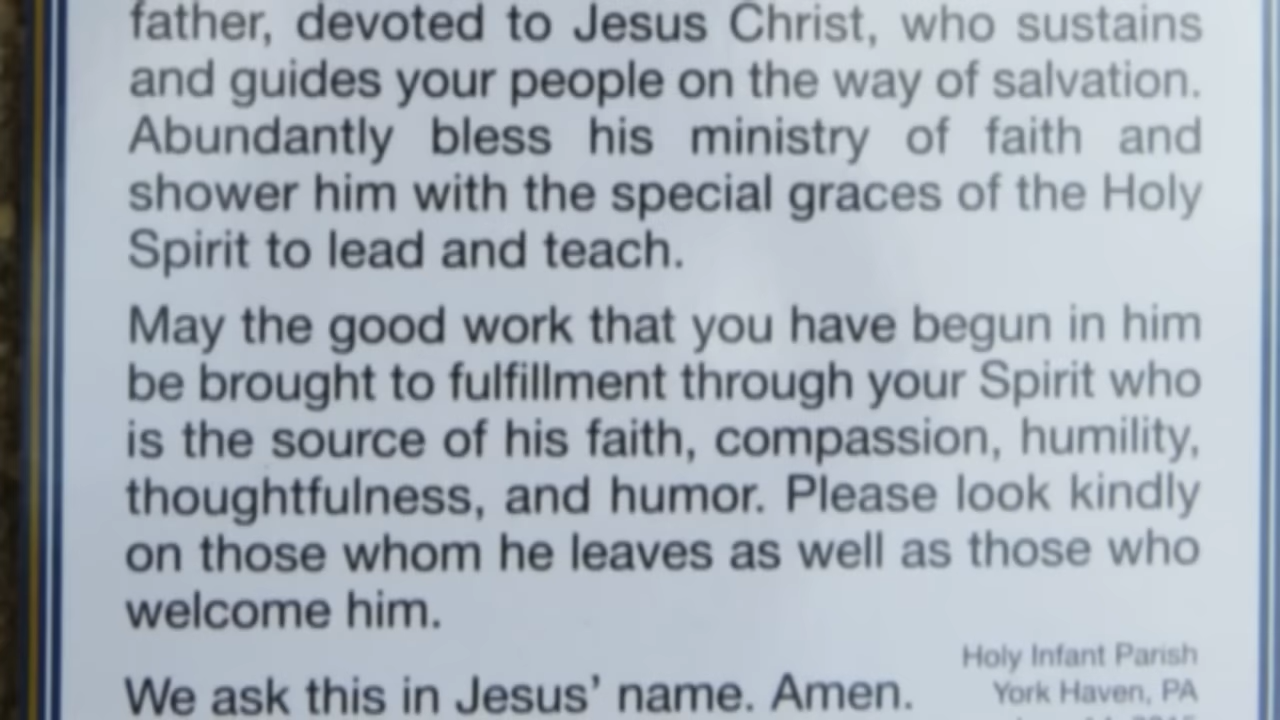 father, devoted to Jesus Christ, who sustains
and guides your people on the way of salvation.
Abundantly bless his ministry of faith and
shower him with the special graces of the Holy
Spirit to lead and teach.
May the good work that you have begun in him
be brought to fulfillment through your Spirit who
is the source of his faith, compassion, humility,
thoughtfulness, and humor. Please look kindly
on those whom he leaves as well as those who
welcome him.
We ask this in Jesus’ name. Amen.
Holy Infant Parish
York Haven, PA